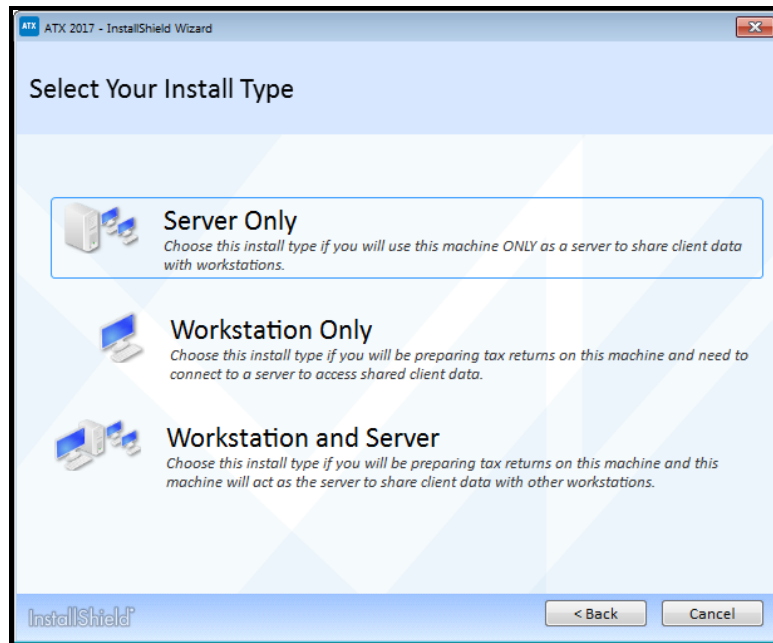 ATX ATX 2017 - InstallShield Wizard
Select Your Install Type
Server Only
Choose this install type if you will use this machine ONLY as a server to share client data
with workstations.
Workstation Only
Choose this install type if you will be preparing tax returns on this machine and need to
connect to a server to access shared client data.
Workstation and Server
Choose this install type if you will be preparing tax returns on this machine and this
machine will act as the server to share client data with other workstations.
InstallShield
< Back Cancel